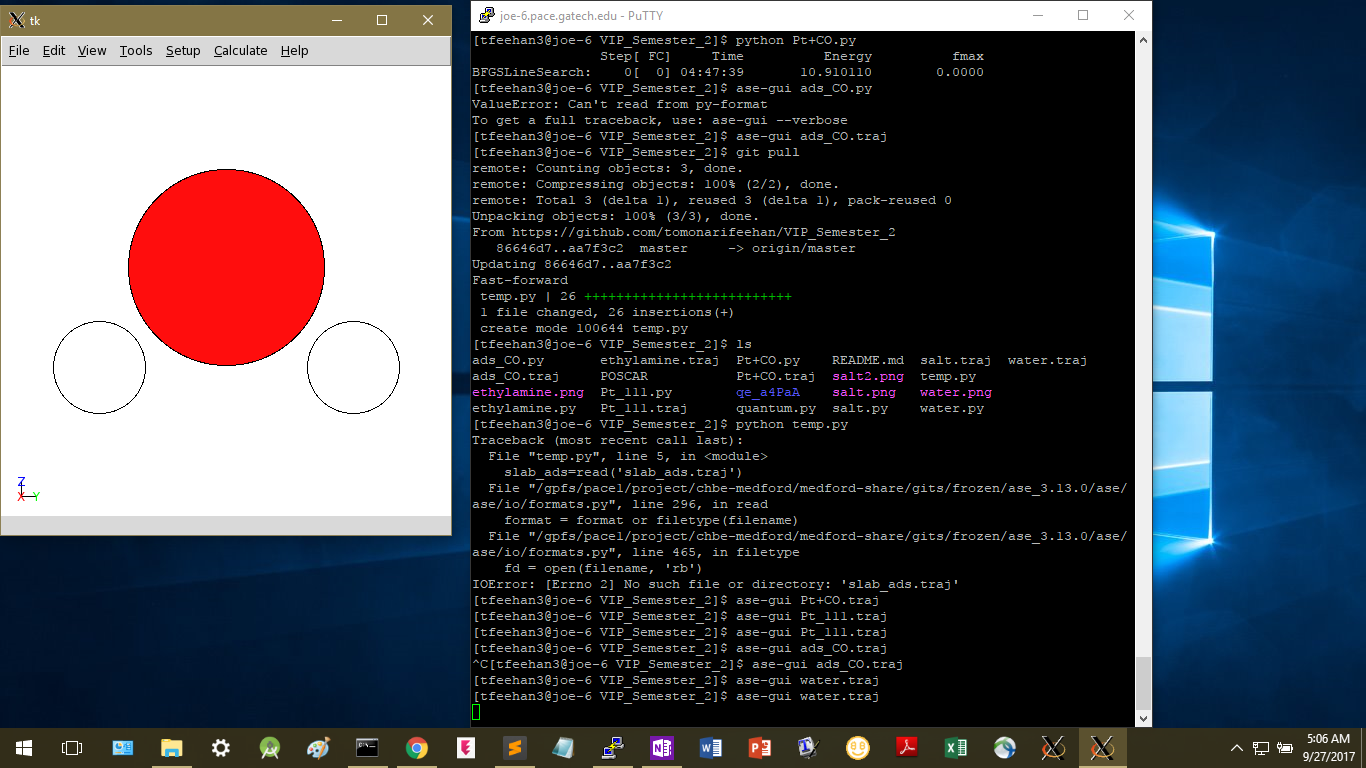 tk
File Edit View Tools Setup Calculate Help
Z
X Y
joe-6.pace.gatech.edu - PuTTY
[tfeehan3@joe-6 VIP_Semester_2]$ python Pt+CO.py
Step[ FC] Time Energy fmax
BFGSLineSearch: 0[ 0] 04:47:39 10.910110 0.0000
[tfeehan3@joe-6 VIP_Semester_2]$ ase-gui ads_CO.py
ValueError: Can't read from py-format
To get a full traceback, use: ase-gui --verbose
[tfeehan3@joe-6 VIP_Semester_2]$ ase-gui ads_CO.traj
[tfeehan3@joe-6 VIP_Semester_2]$ git pull
remote: Counting objects: 3, done.
remote: Compressing objects: 100% (2/2), done.
remote: Total 3 (delta 1), reused 3 (delta 1), pack-reused 0
Unpacking objects: 100% (3/3), done.
From https://github.com/tomonarifeehan/VIP_Semester_2
86646d7..aa7f3c2 master -> origin/master
Updating 86646d7..aa7f3c2
Fast-forward
temp.py | 26 ++++++++++++++++++++++++++
1 file changed, 26 insertions(+)
create mode 100644 temp.py
[tfeehan3@joe-6 VIP_Semester_2]$ ls
ads_CO.py ethylamine.traj Pt+CO.py README.md salt.traj water.traj
ads_CO.traj POSCAR Pt+CO.traj salt2.png temp.py
ethylamine.png Pt_111.py qe_a4PaA salt.png water.png
ethylamine.py Pt_111.traj quantum.py salt.py water.py
[tfeehan3@joe-6 VIP_Semester_2]$ python temp.py
Traceback (most recent call last):
File "temp.py", line 5, in <module>
slab_ads=read('slab_ads.traj')
File "/gpfs/pace1/project/chbe-medford/medford-share/gits/frozen/ase_3.13.0/ase/
ase/io/formats.py", line 296, in read
format = format or filetype(filename)
File "/gpfs/pace1/project/chbe-medford/medford-share/gits/frozen/ase_3.13.0/ase/
ase/io/formats.py", line 465, in filetype
fd = open(filename, 'rb')
IOError: [Errno 2] No such file or directory: 'slab_ads.traj'
[tfeehan3@joe-6 VIP_Semester_2]$ ase-gui Pt+CO.traj
[tfeehan3@joe-6 VIP_Semester_2]$ ase-gui Pt_111.traj
[tfeehan3@joe-6 VIP_Semester_2]$ ase-gui Pt_111.traj
[tfeehan3@joe-6 VIP_Semester_2]$ ase-gui ads_CO.traj
^C[tfeehan3@joe-6 VIP_Semester_2]$ ase-gui ads_CO.traj
[tfeehan3@joe-6 VIP_Semester_2]$ ase-gui water.traj
[tfeehan3@joe-6 VIP_Semester_2]$ ase-gui water.traj
5:06 AM
9/27/2017